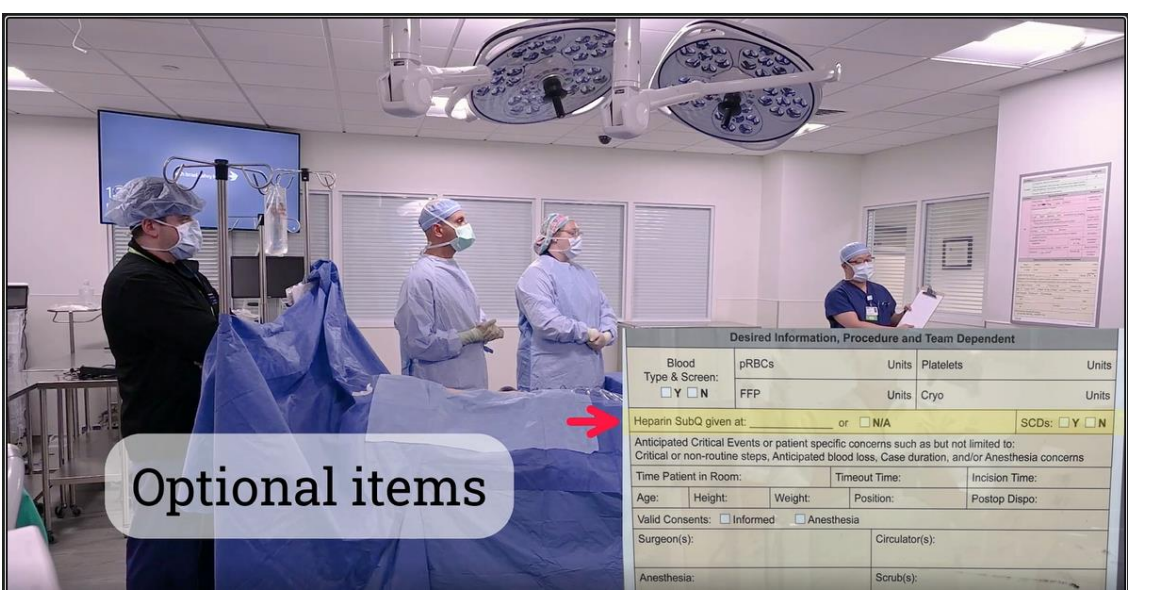 Optional items
Desired Information, Procedure and Team Dependent
Blood
Type & Screen:
Y N
pRBCs Units Platelets Units
FFP Units Cryo Units
Heparin SubQ given at: ____________ or N/A SCDs: Y N
Anticipated Critical Events or patient specific concerns such as but not limited to:
Critical or non-routine steps, Anticipated blood loss, Case duration, and/or Anesthesia concerns
Time Patient in Room: Timeout Time: Incision Time:
Age: Height: Weight: Position: Postop Dispo:
Valid Consents: Informed Anesthesia
Surgeon(s): Circulator(s):
Anesthesia: Scrub(s):